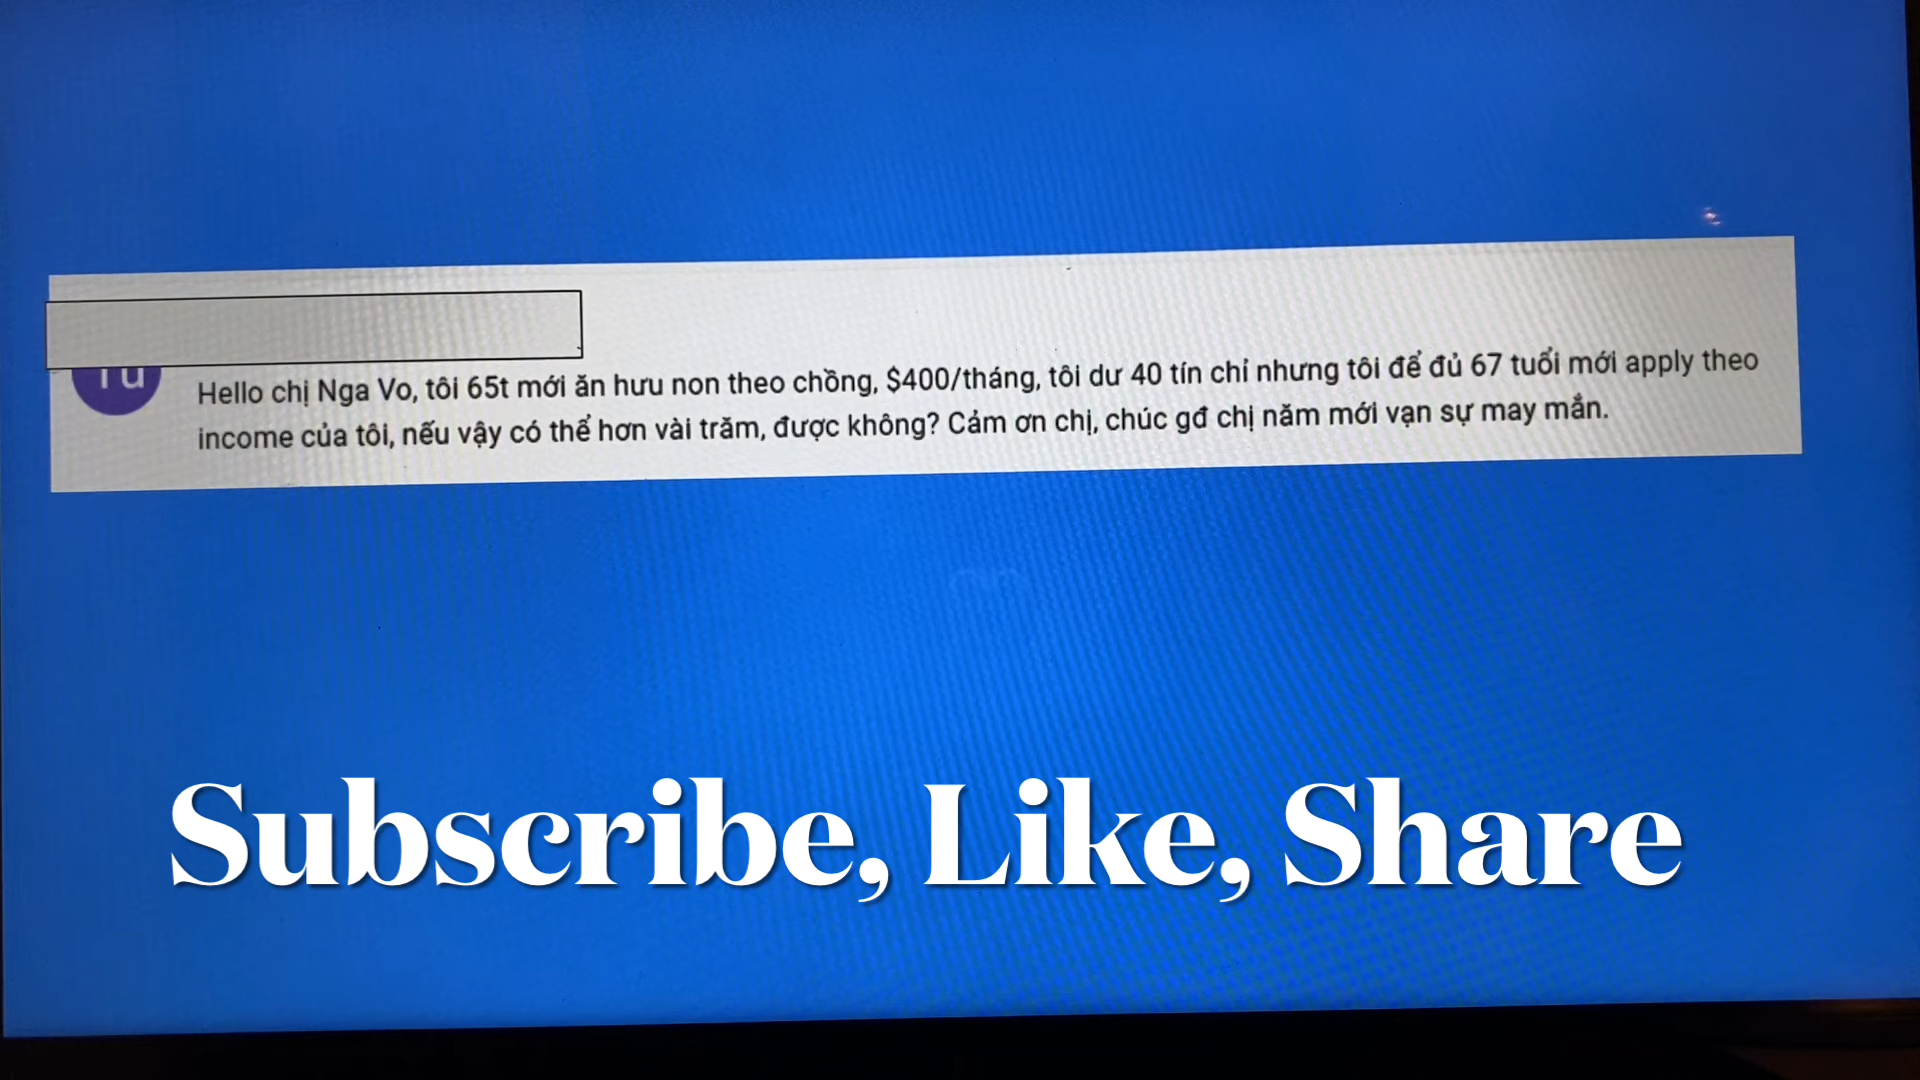 Tu
Hello chị Nga Vo, tôi 65t mới ăn hưu non theo chồng, $400/tháng, tôi dư 40 tín chỉ nhưng tôi để đủ 67 tuổi mới apply theo
income của tôi, nếu vậy có thể hơn vài trăm, được không? Cảm ơn chị, chúc gđ chị năm mới vạn sự may mắn.
Subscribe, Like, Share